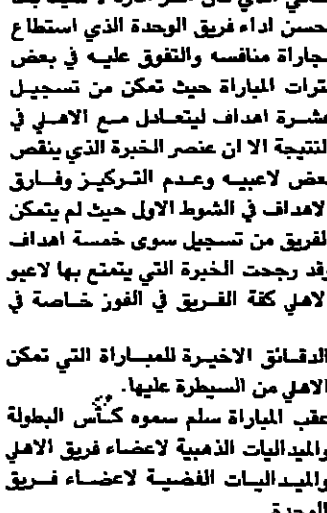 حسن اداء فريق الوحدة الذي استطاع
مجاراة منافسه والتفوق عليه في بعض
فترات المباراة حيث تمكن من تسجيل
عشرة اهداف ليتعادل مع الاهلي في
النتيجة الا ان عنصر الخبرة الذي ينقص
بعض لاعبيه وعدم التركيز وفارق
الاهداف في الشوط الاول حيث لم يتمكن
الفريق من تسجيل سوى خمسة اهداف
وقد رجحت الخبرة التي يتمتع بها لاعبو
الاهلي كفة الفريق في الفوز خاصة في
الدقائق الاخيرة للمباراة التي تمكن
الاهلي من السيطرة عليها.
عقب المباراة سلم سموه كأس البطولة
والميداليات الذهبية لاعضاء فريق الاهلي
والميداليات الفضية لاعضاء فريق
الوحدة